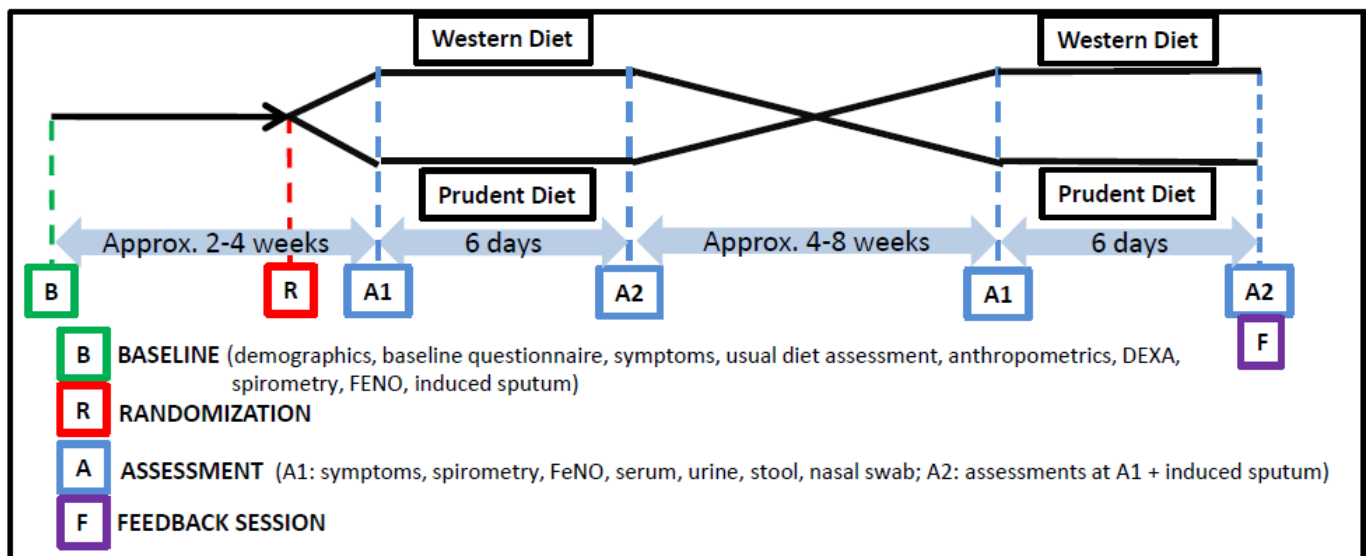 Western Diet
Western Diet
Prudent Diet
Prudent Diet
Approx. 2-4 weeks
6 days
Approx. 4-8 weeks
6 days
B
R
A1
A2
A1
A2
F
B BASELINE (demographics, baseline questionnaire, symptoms, usual diet assessment, anthropometrics, DEXA,
spirometry, FENO, induced sputum)
R RANDOMIZATION
A ASSESSMENT (A1: symptoms, spirometry, FeNO, serum, urine, stool, nasal swab; A2: assessments at A1 + induced sputum)
F FEEDBACK SESSION